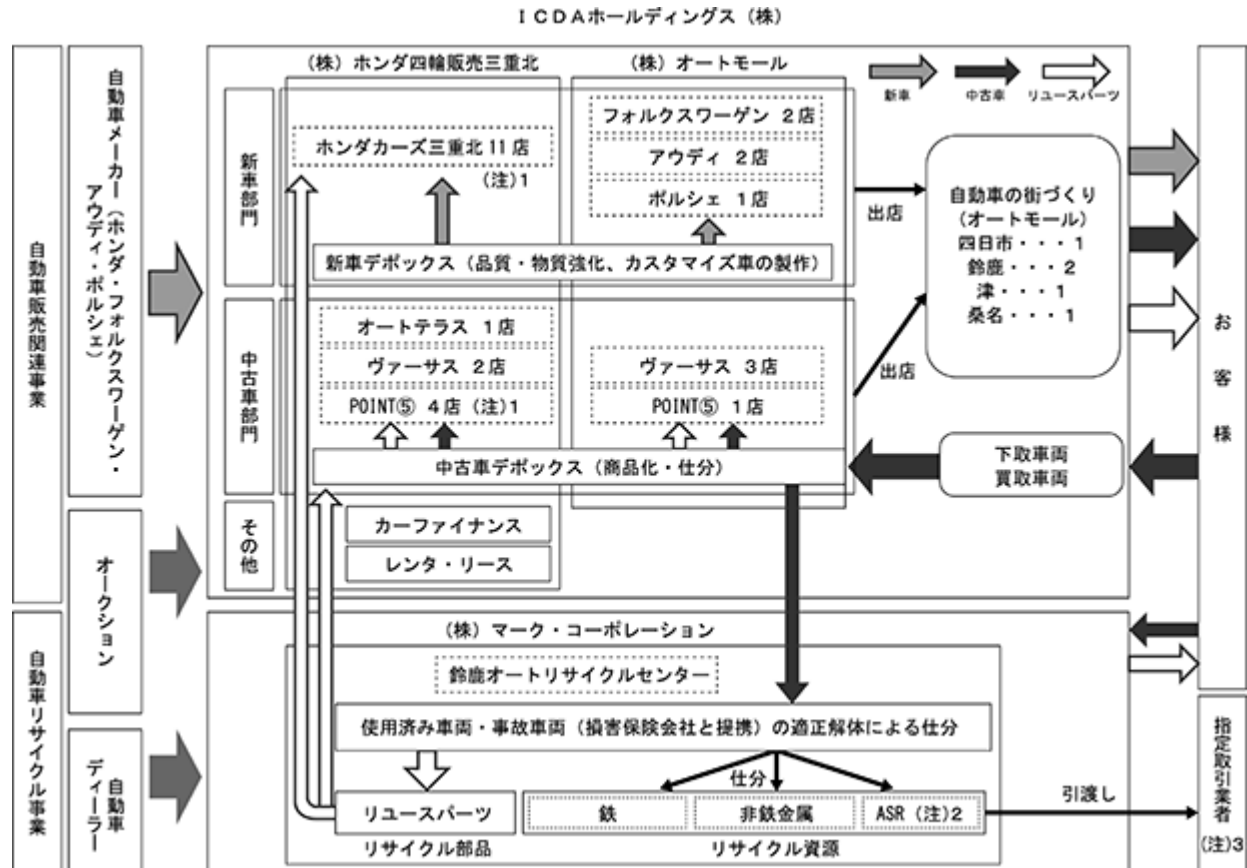 ＩＣＤＡホールディングス（株）
自動車販売関連事業
自動車メーカー（ホンダ・フォルクスワーゲン・
アウディ・ポルシェ）
オークション
自動車リサイクル事業
自動車
ディーラー
（株）ホンダ四輪販売三重北
（株）オートモール
新車
中古車
リユースパーツ
新車部門
ホンダカーズ三重北11店
（注）1
フォルクスワーゲン 2店
アウディ 2店
ポルシェ 1店
新車デポックス（品質・物質強化、カスタマイズ車の製作）
出店
自動車の街づくり
（オートモール）
四日市・・・1
鈴鹿・・・2
津・・・1
桑名・・・1
中古車部門
オートテラス 1店
ヴァーサス 2店
POINT⑤ 4店（注）1
ヴァーサス 3店
POINT⑤ 1店
出店
中古車デポックス（商品化・仕分）
下取車両
買取車両
お客様
その他
カーファイナンス
レンタ・リース
（株）マーク・コーポレーション
鈴鹿オートリサイクルセンター
使用済み車両・事故車両（損害保険会社と提携）の適正解体による仕分
仕分
リユースパーツ
鉄
非鉄金属
ASR（注）2
引渡し
リサイクル部品
リサイクル資源
指定取引業者
（注）3